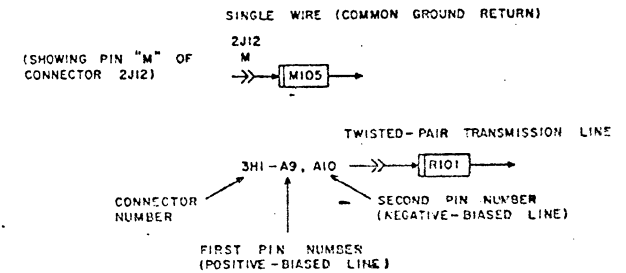 SINGLE WIRE (COMMON GROUND RETURN)
(SHOWING PIN "M" OF
CONNECTOR 2J12)
2J12
M
M105
TWISTED-PAIR TRANSMISSION LINE
3H1-A9, A10
R101
CONNECTOR
NUMBER
SECOND PIN NUMBER
(NEGATIVE-BIASED LINE)
FIRST PIN NUMBER
(POSITIVE-BIASED LINE)